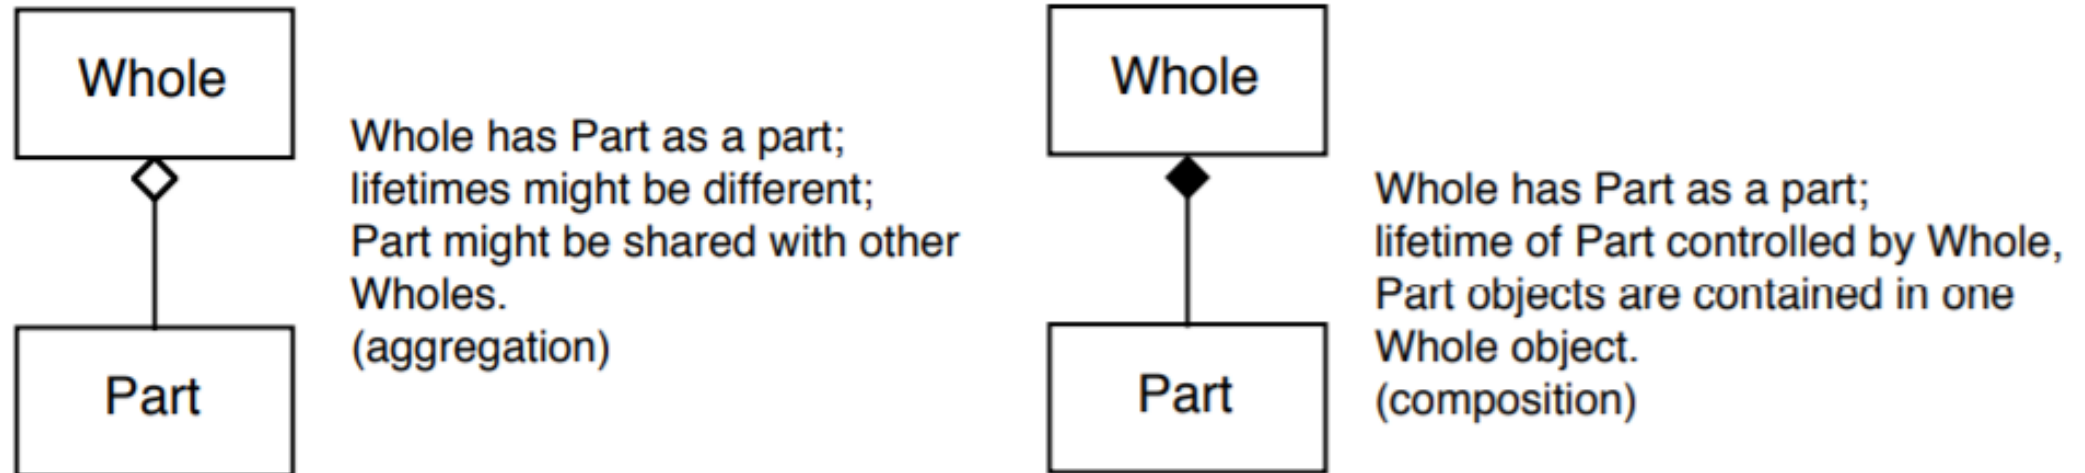 Whole
Whole has Part as a part;
lifetimes might be different;
Part might be shared with other
Wholes.
(aggregation)
Part
Whole
Whole has Part as a part;
lifetime of Part controlled by Whole,
Part objects are contained in one
Whole object.
(composition)
Part